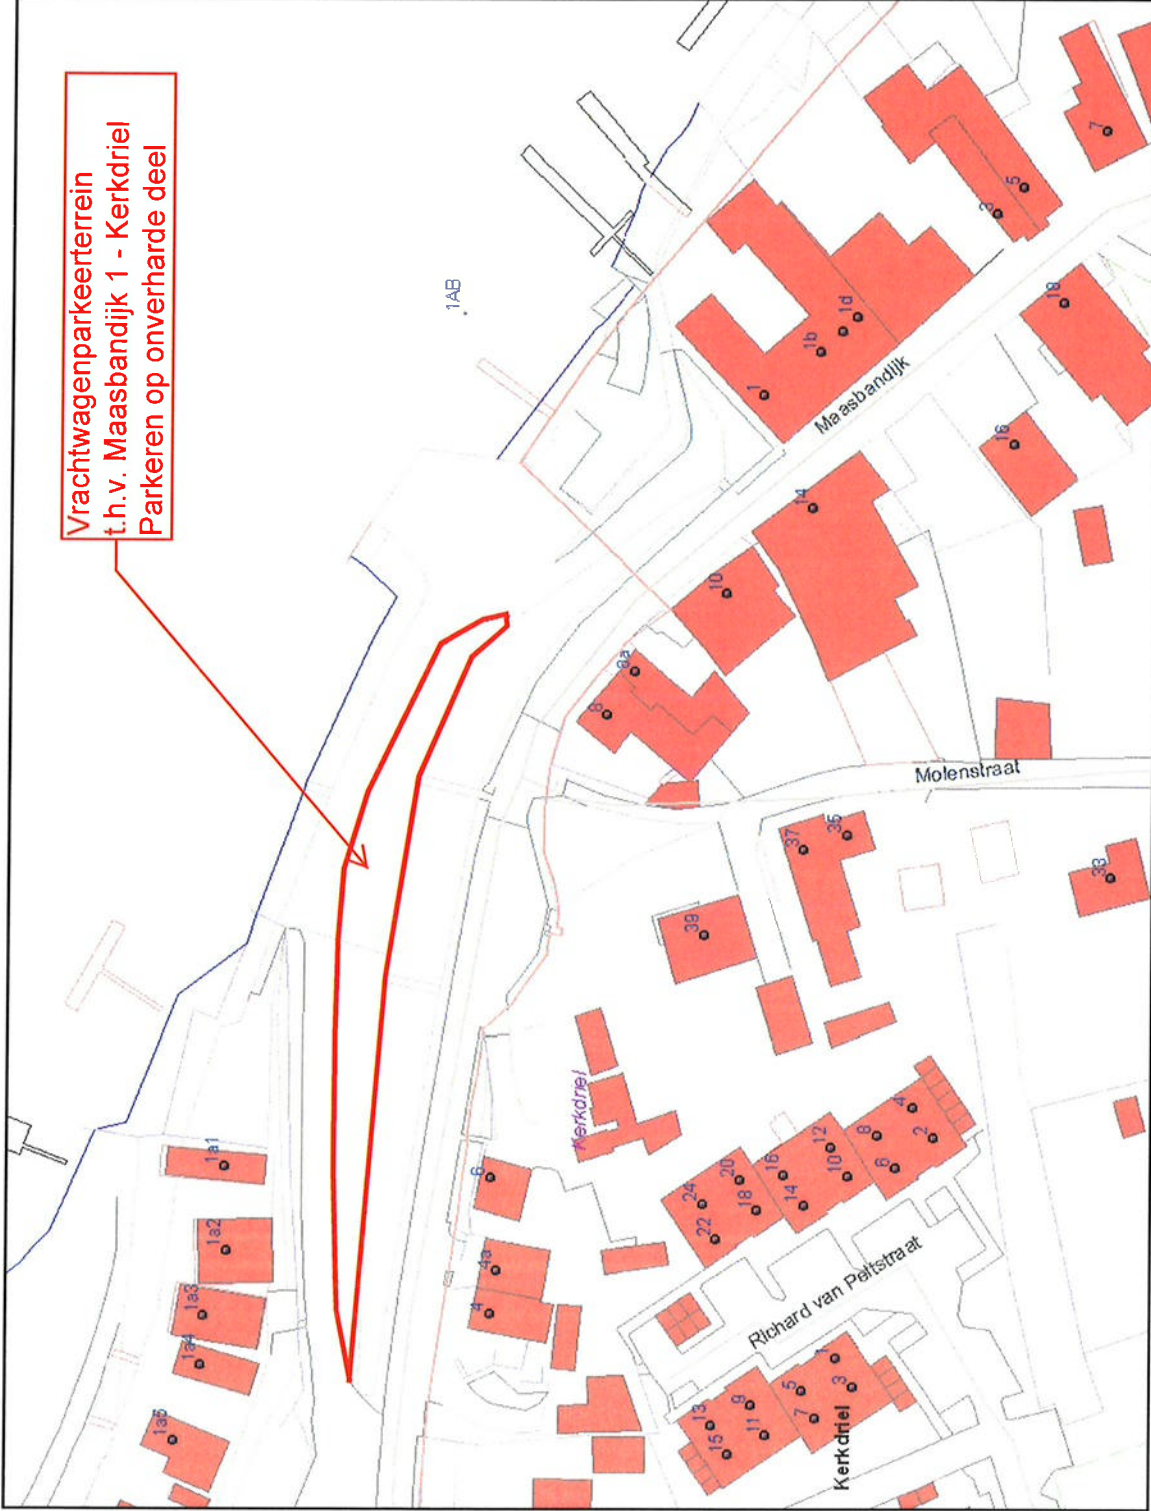 Vrachtwagenparkeerterrein
t.h.v. Maasbandijk 1 - Kerkdriel
Parkeren op onverharde deel
1AB
1a1
1a2
1a3
1a4
1a5
1
1b
1d
3
5
7
Maasbandijk
18
16
14
10
8a
8
Molenstraat
37
35
33
39
Kerkdriel
6
4a
4
24
22
20
18
16
14
12
10
8
6
4
2
Richard van Peltstraat
1
3
5
7
9
11
13
15
Kerkdriel